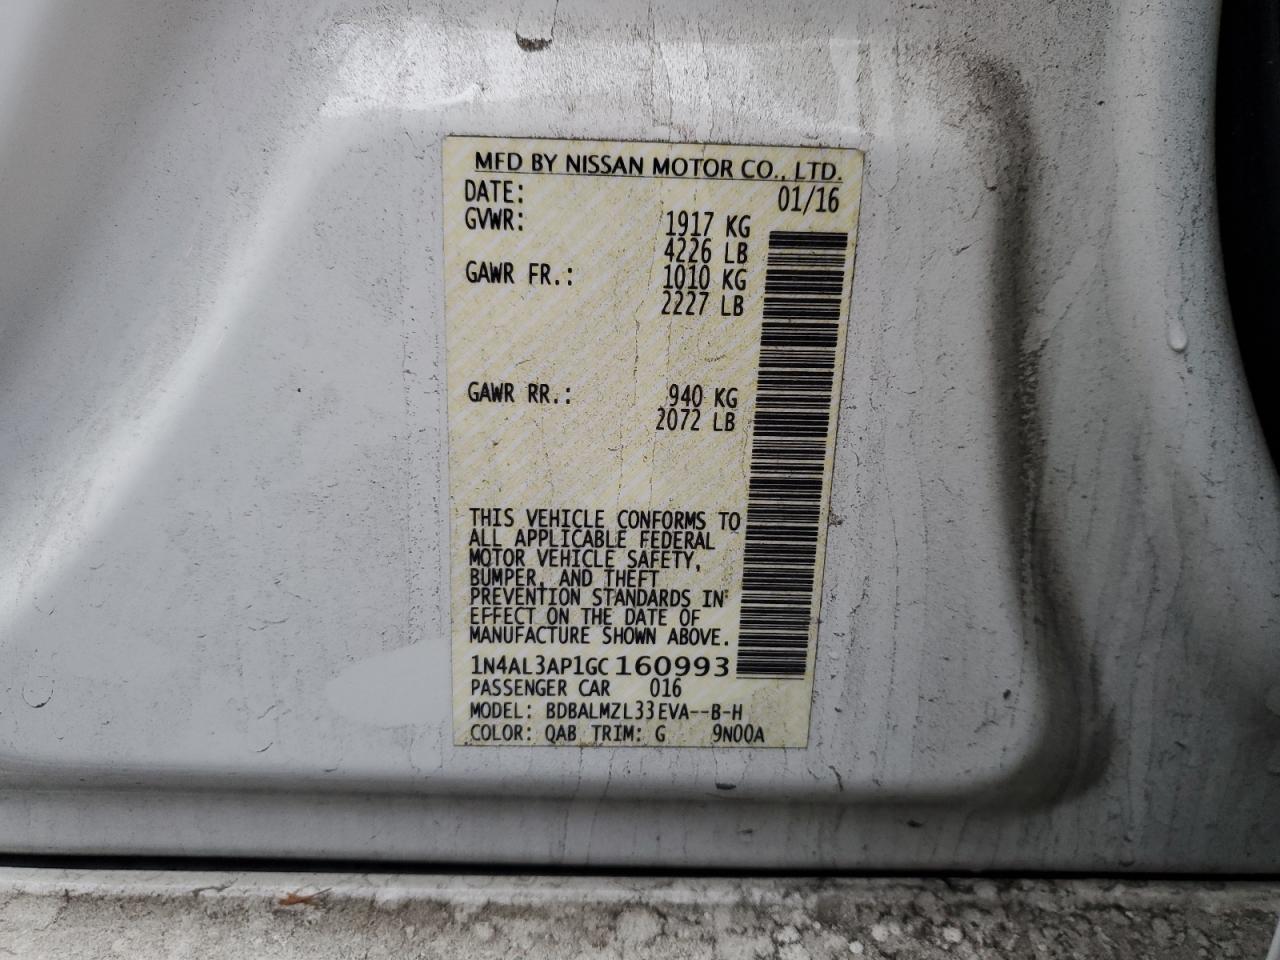 MFD BY NISSAN MOTOR CO., LTD.
DATE: 01/16
GVWR: 1917 KG
4226 LB
GAWR FR.: 1010 KG
2227 LB
GAWR RR.: 940 KG
2072 LB
THIS VEHICLE CONFORMS TO
ALL APPLICABLE FEDERAL
MOTOR VEHICLE SAFETY,
BUMPER, AND THEFT
PREVENTION STANDARDS IN
EFFECT ON THE DATE OF
MANUFACTURE SHOWN ABOVE.
1N4AL3AP1GC160993
PASSENGER CAR 016
MODEL: BDBALMZL33EVA--B-H
COLOR: QAB TRIM: G 9N00A